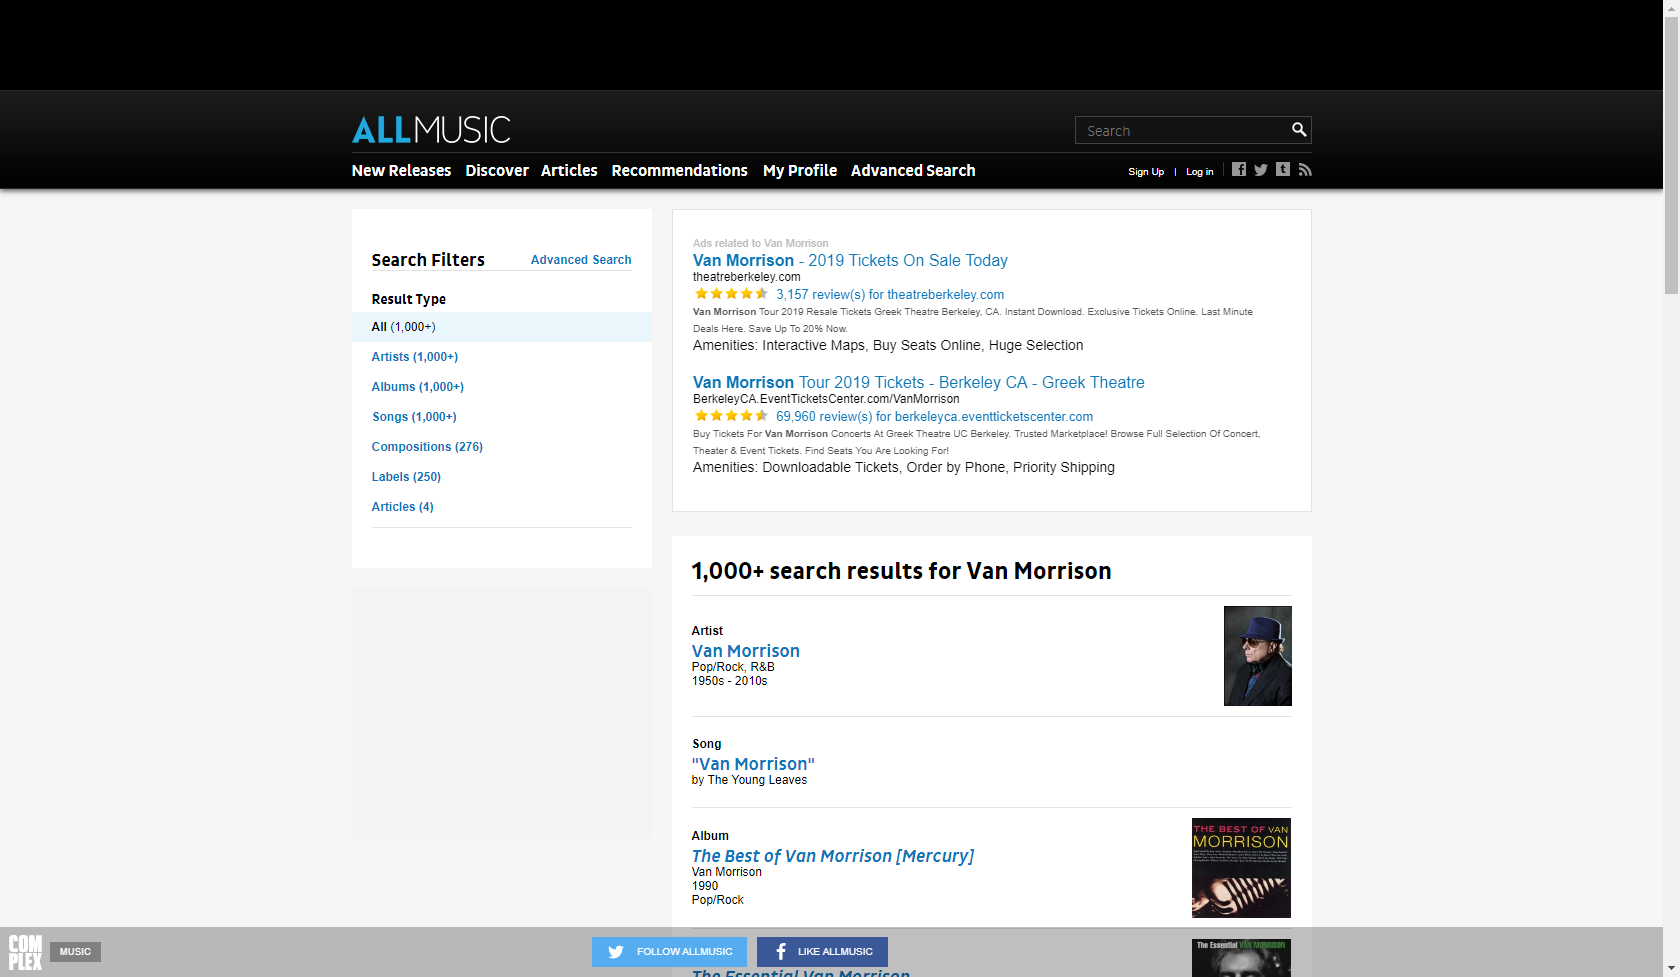 ALLMUSIC
Search
New Releases Discover Articles Recommendations My Profile Advanced Search
Sign Up | Log in
Search Filters
Advanced Search
Result Type
All (1,000+)
Artists (1,000+)
Albums (1,000+)
Songs (1,000+)
Compositions (276)
Labels (250)
Articles (4)
Ads related to Van Morrison
Van Morrison - 2019 Tickets On Sale Today
theatreberkeley.com
3,157 review(s) for theatreberkeley.com
Van Morrison Tour 2019 Resale Tickets Greek Theatre Berkeley, CA. Instant Download. Exclusive Tickets Online. Last Minute
Deals Here. Save Up To 20% Now.
Amenities: Interactive Maps, Buy Seats Online, Huge Selection
Van Morrison Tour 2019 Tickets - Berkeley CA - Greek Theatre
BerkeleyCA.EventTicketsCenter.com/VanMorrison
69,960 review(s) for berkeleyca.eventticketscenter.com
Buy Tickets For Van Morrison Concerts At Greek Theatre UC Berkeley. Trusted Marketplace! Browse Full Selection Of Concert,
Theater & Event Tickets. Find Seats You Are Looking For!
Amenities: Downloadable Tickets, Order by Phone, Priority Shipping
1,000+ search results for Van Morrison
Artist
Van Morrison
Pop/Rock, R&B
1950s - 2010s
Song
"Van Morrison"
by The Young Leaves
Album
The Best of Van Morrison [Mercury]
Van Morrison
1990
Pop/Rock
THE BEST OF VAN
MORRISON
The Essential VAN MORRISON
The Essential Van Morrison
COM
PLEX
MUSIC
FOLLOW ALLMUSIC
LIKE ALLMUSIC